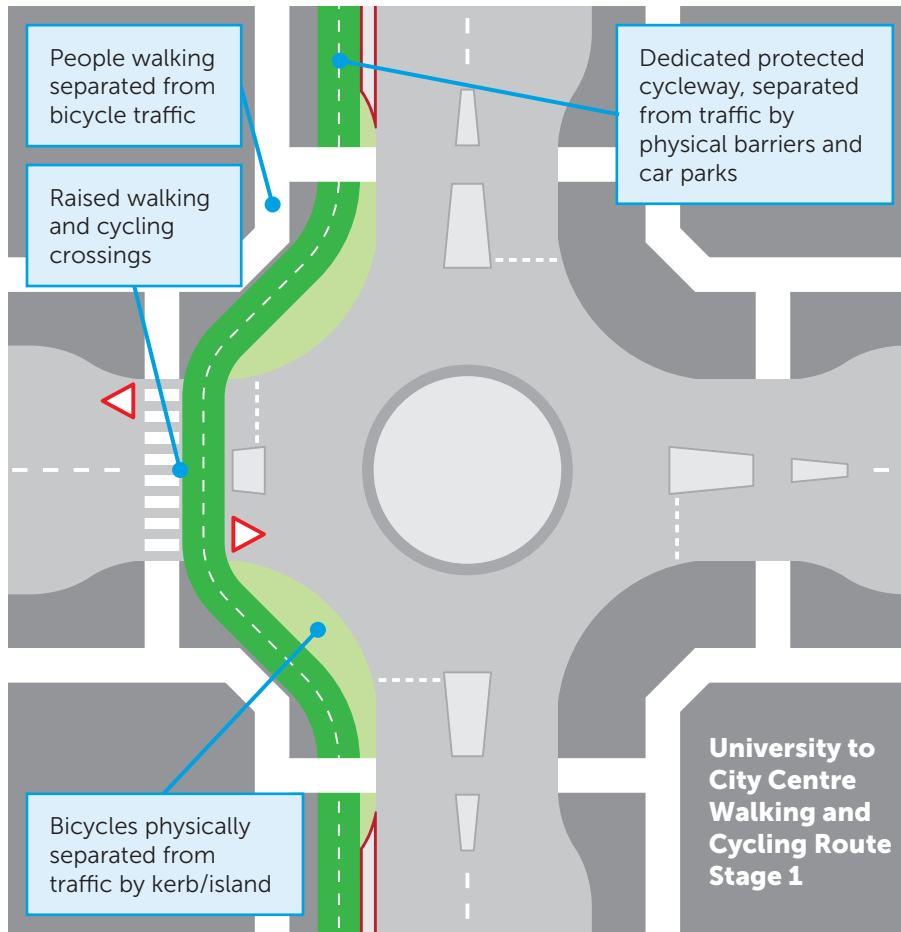 People walking
separated from
bicycle traffic
Dedicated protected
cycleway, separated
from traffic by
physical barriers and
car parks
Raised walking
and cycling
crossings
Bicycles physically
separated from
traffic by kerb/island
University to
City Centre
Walking and
Cycling Route
Stage 1